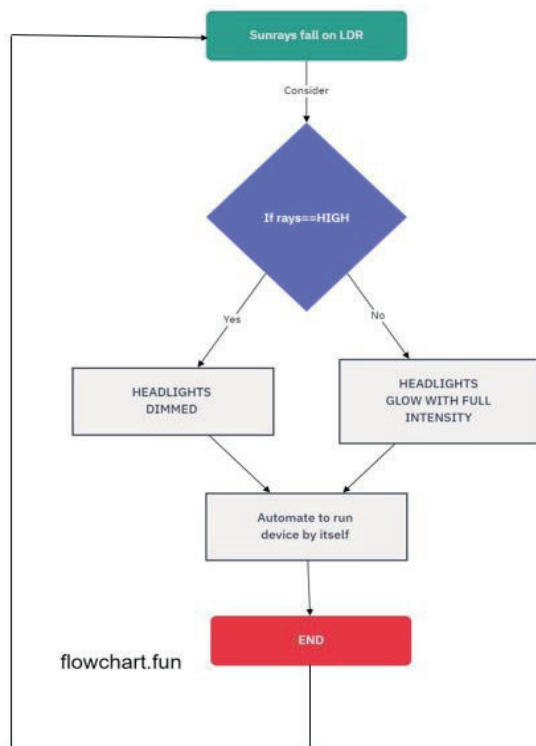 Sunrays fall on LDR
Consider
If rays==HIGH
Yes
No
HEADLIGHTS
DIMMED
HEADLIGHTS
GLOW WITH FULL
INTENSITY
Automate to run
device by itself
END
flowchart.fun